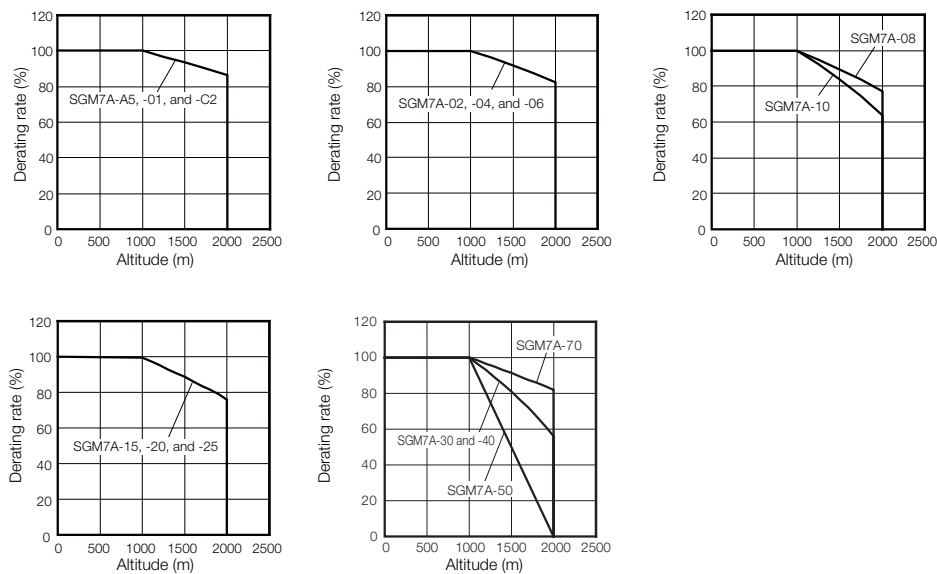 120
100
80
60
40
20
0
Derating rate (%)
SGM7A-A5, -01, and -C2
0 500 1000 1500 2000 2500
Altitude (m)
120
100
80
60
40
20
0
Derating rate (%)
SGM7A-02, -04, and -06
0 500 1000 1500 2000 2500
Altitude (m)
120
100
80
60
40
20
0
Derating rate (%)
SGM7A-08
SGM7A-10
0 500 1000 1500 2000 2500
Altitude (m)
120
100
80
60
40
20
0
Derating rate (%)
SGM7A-15, -20, and -25
0 500 1000 1500 2000 2500
Altitude (m)
120
100
80
60
40
20
0
Derating rate (%)
SGM7A-70
SGM7A-30 and -40
SGM7A-50
0 500 1000 1500 2000 2500
Altitude (m)